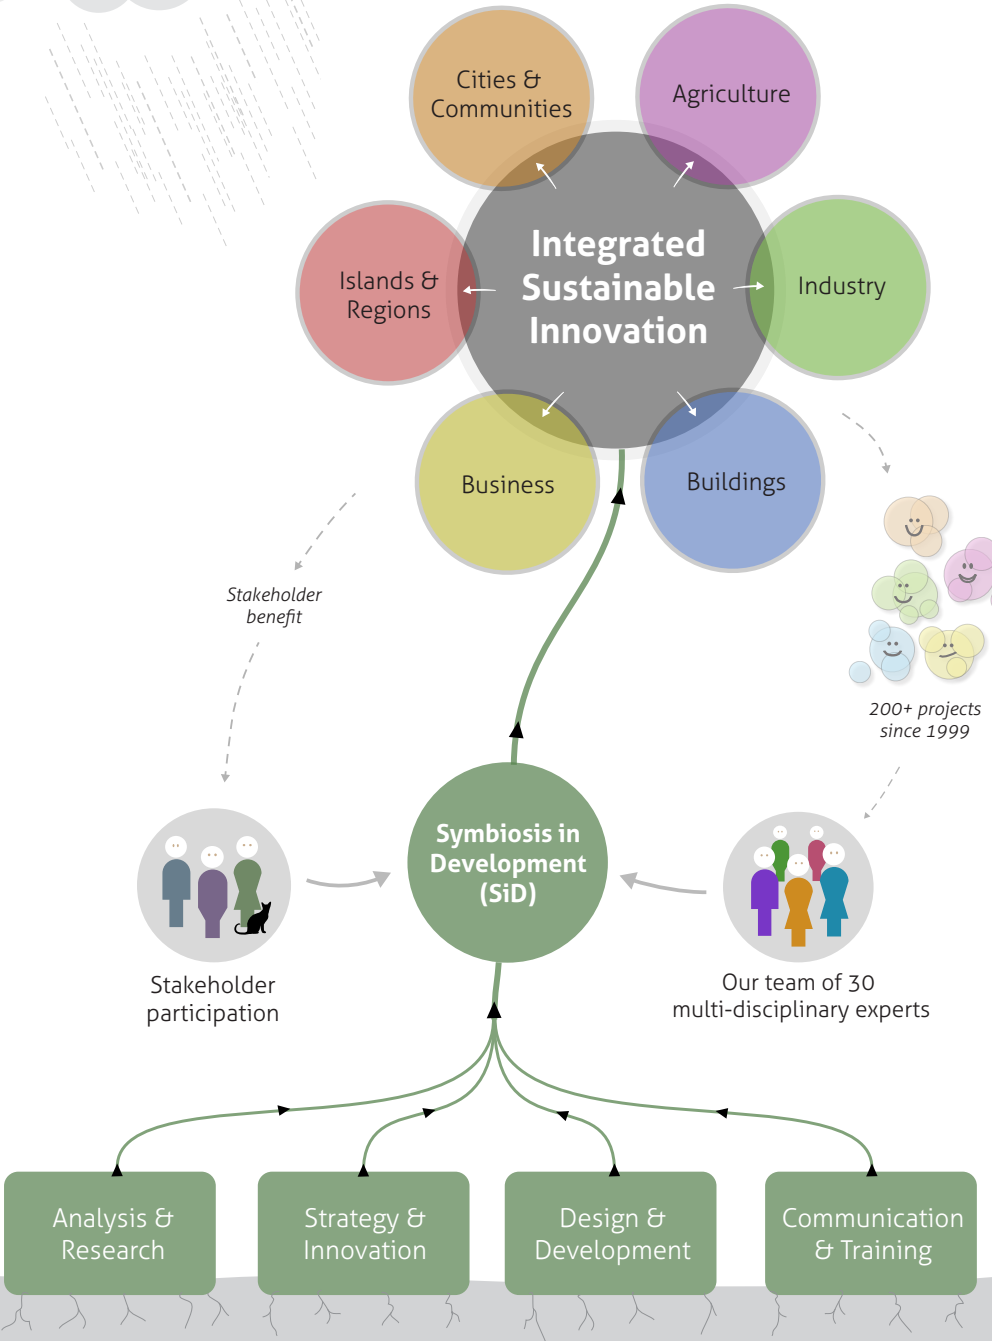 Cities &
Communities
Agriculture
Integrated
Sustainable
Innovation
Islands &
Regions
Industry
Business
Buildings
Stakeholder
benefit
200+ projects
since 1999
Symbiosis in
Development
(SiD)
Stakeholder
participation
Our team of 30
multi-disciplinary experts
Analysis &
Research
Strategy &
Innovation
Design &
Development
Communication
& Training